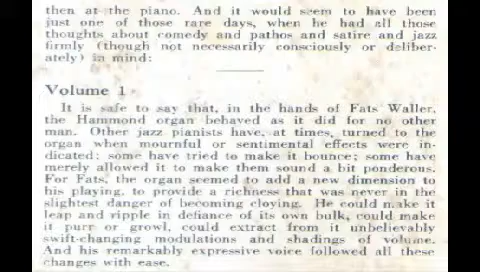 then at the piano. And it would seem to have been
just one of those rare days, when he had all those
thoughts about comedy and pathos and satire and jazz
firmly (though not necessarily consciously or deliber-
ately) in mind:
Volume 1
It is safe to say that, in the hands of Fats Waller,
the Hammond organ behaved as it did for no other
man. Other jazz pianists have, at times, turned to the
organ when mournful or sentimental effects were in-
dicated; some have tried to make it bounce; some have
merely allowed it to make them sound a bit ponderous.
For Fats, the organ seemed to add a new dimension to
his playing, to provide a richness that was never in the
slightest danger of becoming cloying. He could make it
leap and ripple in defiance of its own bulk, could make
it purr or growl, could extract from it unbelievably
swift-changing modulations and shadings of volume.
And his remarkably expressive voice followed all these
changes with ease.